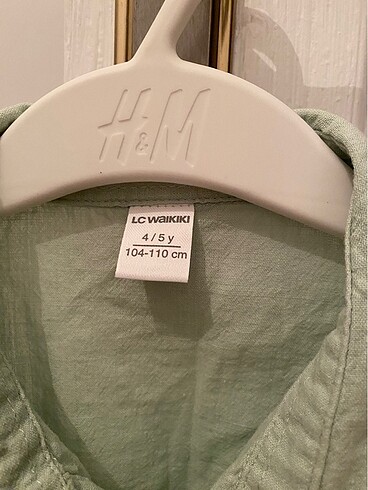 H&M
LC WAIKIKI
4 / 5 y
104-110 cm